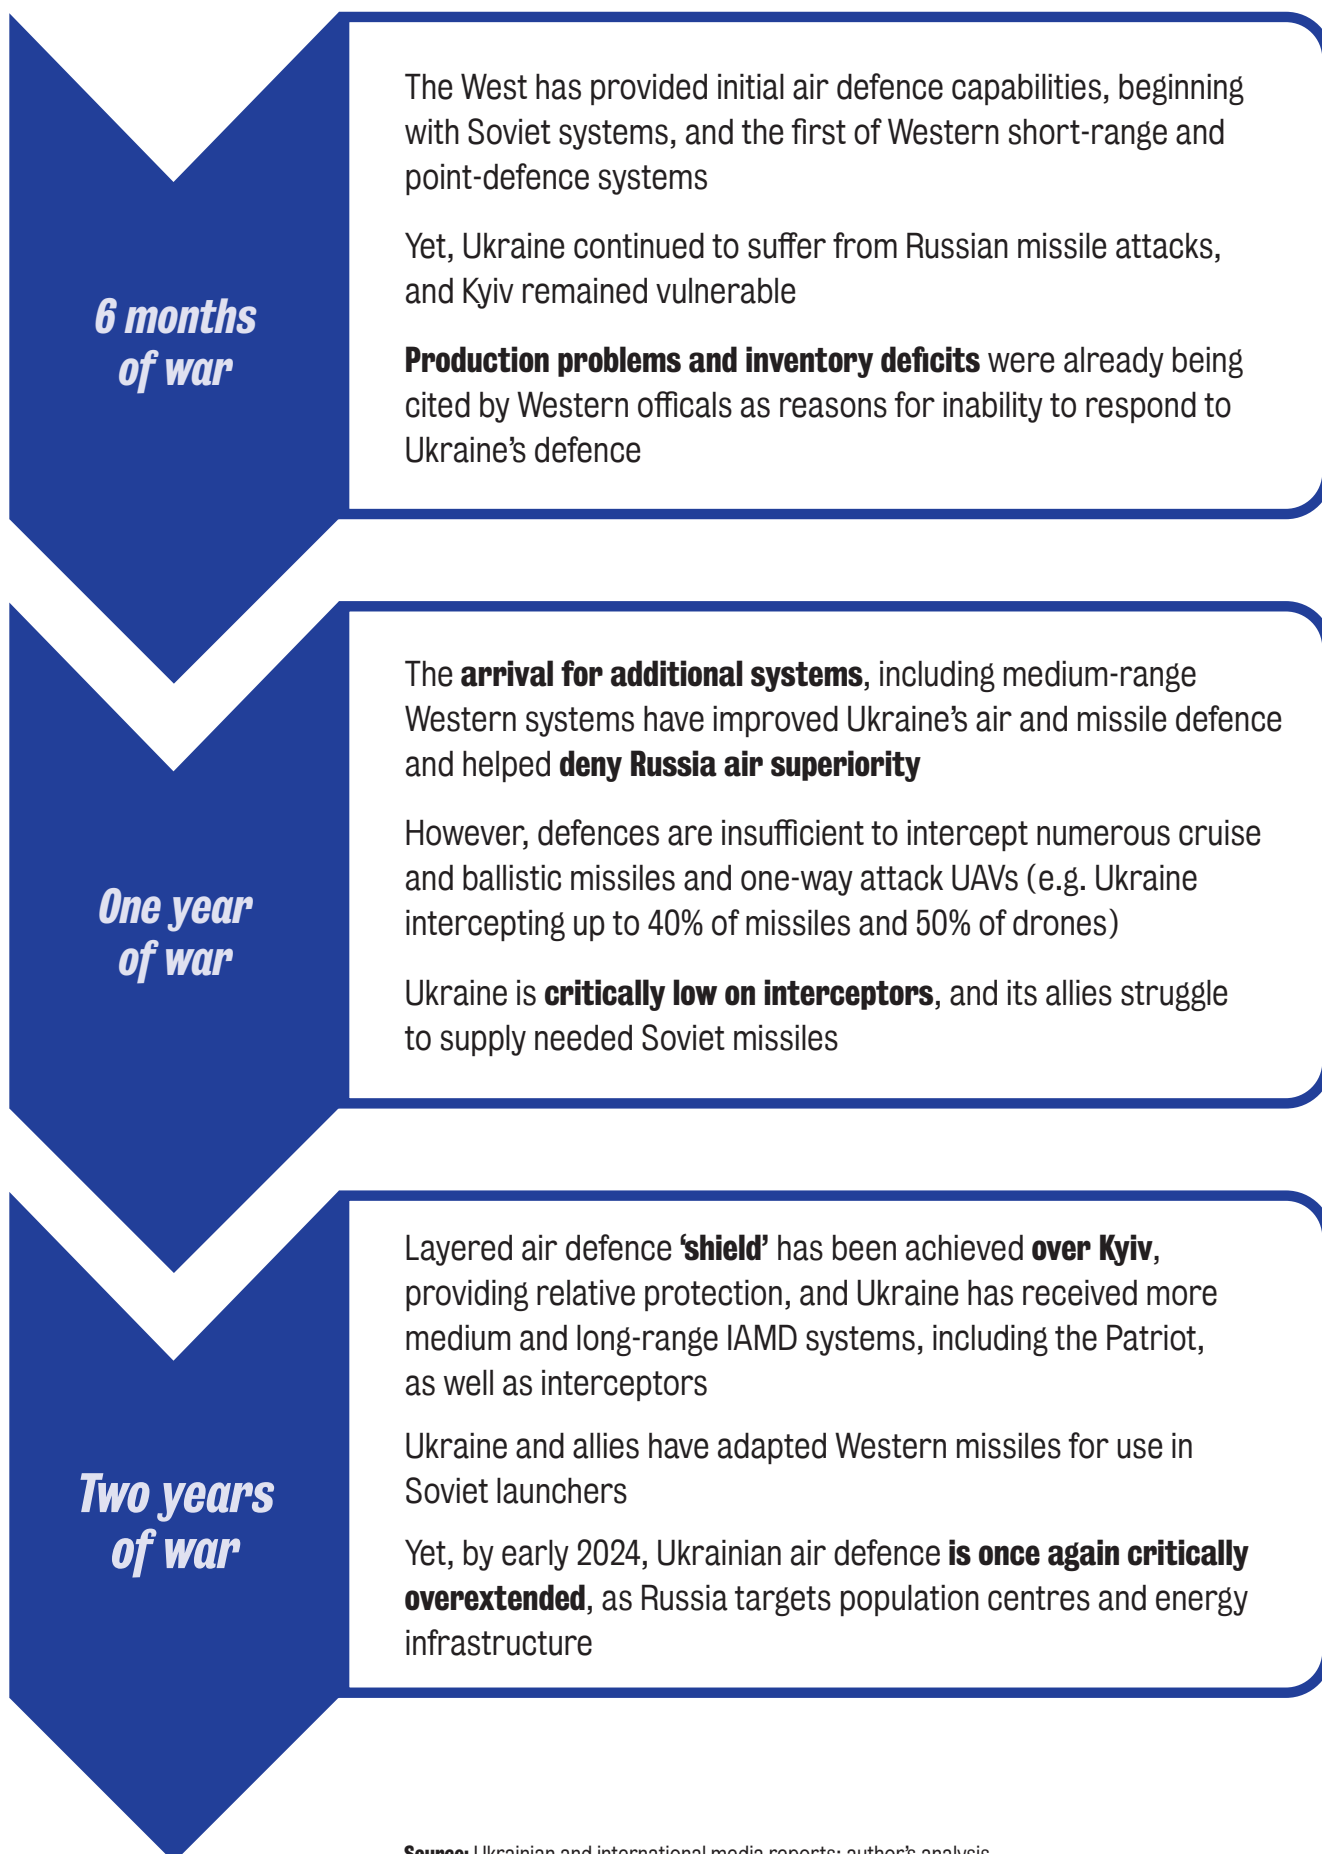 6 months
of war
The West has provided initial air defence capabilities, beginning
with Soviet systems, and the first of Western short-range and
point-defence systems
Yet, Ukraine continued to suffer from Russian missile attacks,
and Kyiv remained vulnerable
Production problems and inventory deficits were already being
cited by Western officals as reasons for inability to respond to
Ukraine’s defence
One year
of war
The arrival for additional systems, including medium-range
Western systems have improved Ukraine’s air and missile defence
and helped deny Russia air superiority
However, defences are insufficient to intercept numerous cruise
and ballistic missiles and one-way attack UAVs (e.g. Ukraine
intercepting up to 40% of missiles and 50% of drones)
Ukraine is critically low on interceptors, and its allies struggle
to supply needed Soviet missiles
Two years
of war
Layered air defence ‘shield’ has been achieved over Kyiv,
providing relative protection, and Ukraine has received more
medium and long-range IAMD systems, including the Patriot,
as well as interceptors
Ukraine and allies have adapted Western missiles for use in
Soviet launchers
Yet, by early 2024, Ukrainian air defence is once again critically
overextended, as Russia targets population centres and energy
infrastructure
Source: Ukrainian and international media reports; author’s analysis